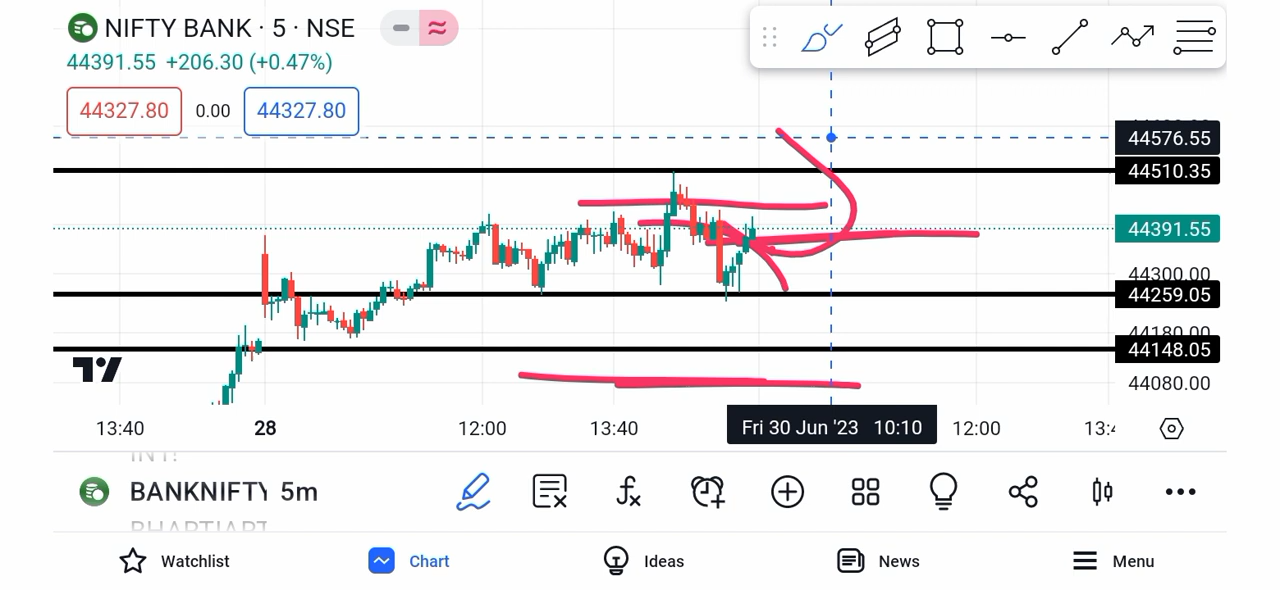 NIFTY BANK · 5 · NSE
44391.55 +206.30 (+0.47%)
44327.80 0.00 44327.80
44576.55
44510.35
44391.55
44300.00
44259.05
44180.00
44148.05
44080.00
13:40 28 12:00 13:40 Fri 30 Jun '23 10:10 12:00 13:4
BANKNIFTY 5m
Watchlist Chart Ideas News Menu